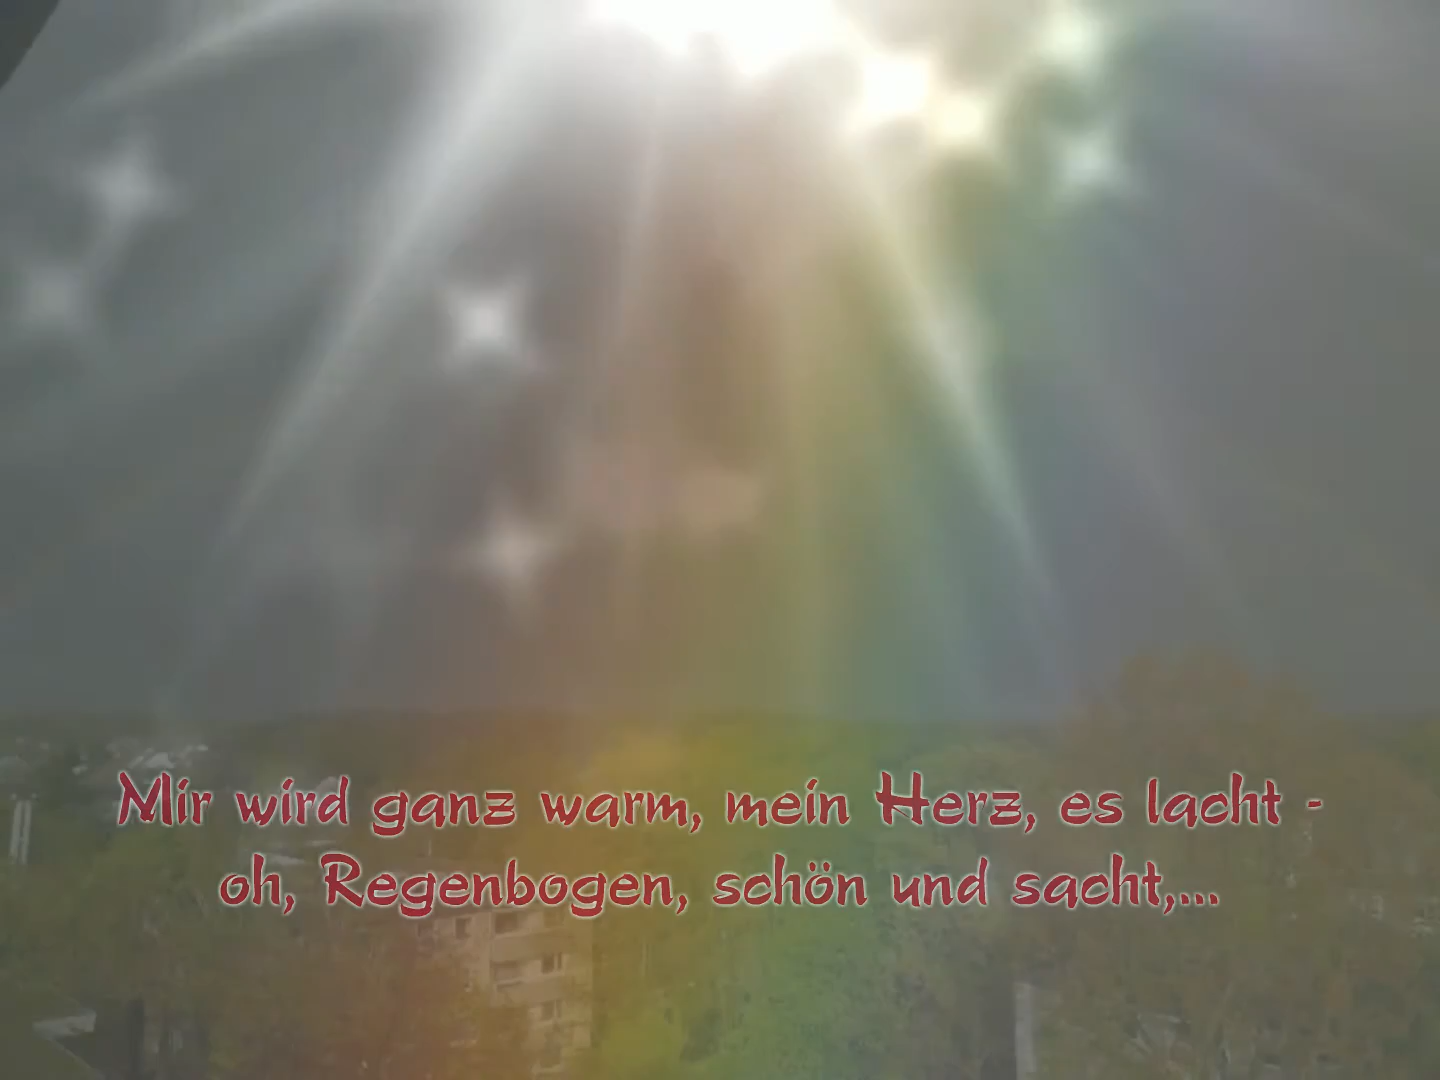 Mir wird ganz warm, mein Herz, es lacht -
oh, Regenbogen, schön und sacht,...